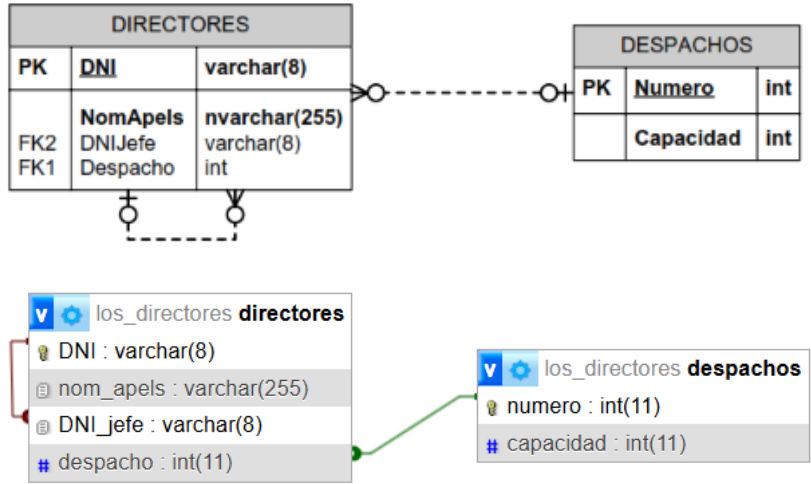 DIRECTORES
PK DNI varchar(8)
NomApels nvarchar(255)
FK2 DNIJefe varchar(8)
FK1 Despacho int
DESPACHOS
PK Numero int
Capacidad int
v los_directores directores
DNI : varchar(8)
nom_apels : varchar(255)
DNI_jefe : varchar(8)
# despacho : int(11)
v los_directores despachos
numero : int(11)
# capacidad : int(11)